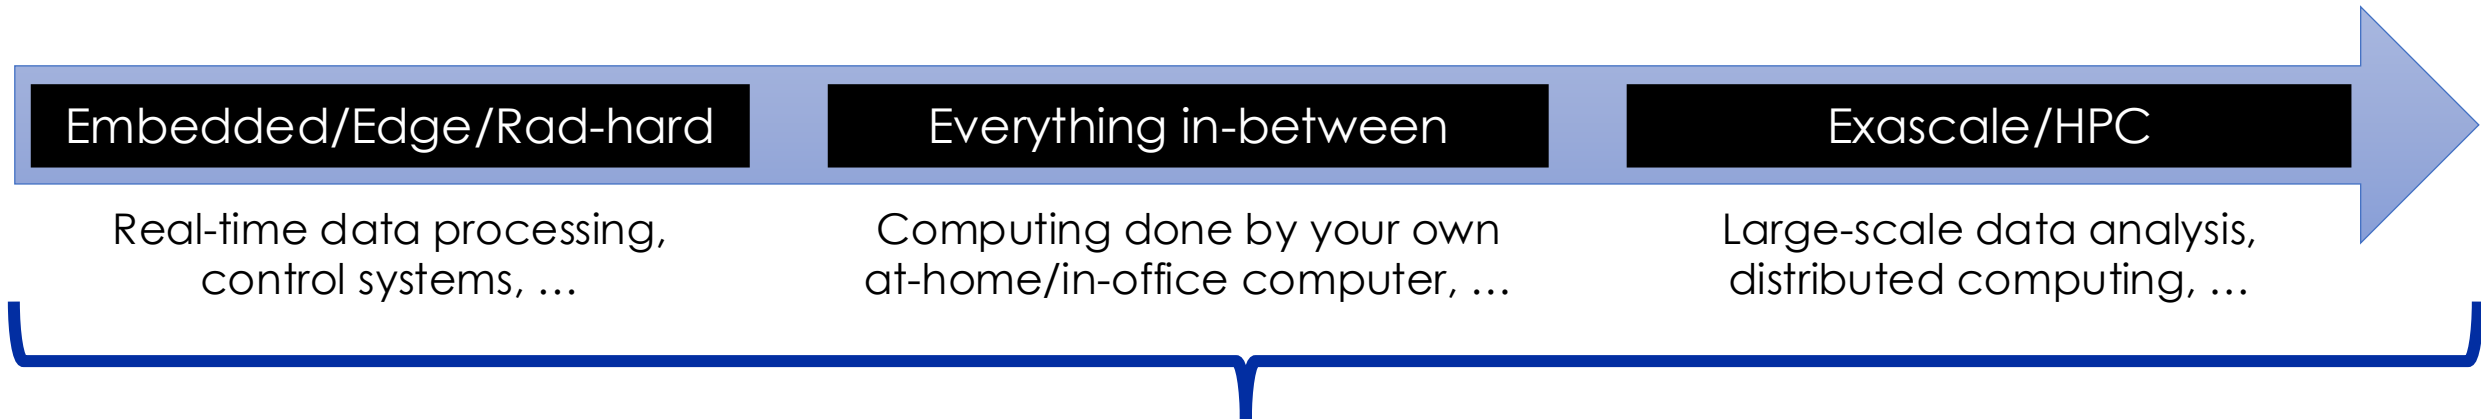 Embedded/Edge/Rad-hard
Everything in-between
Exascale/HPC
Real-time data processing,
control systems, …
Computing done by your own
at-home/in-office computer, …
Large-scale data analysis,
distributed computing, …